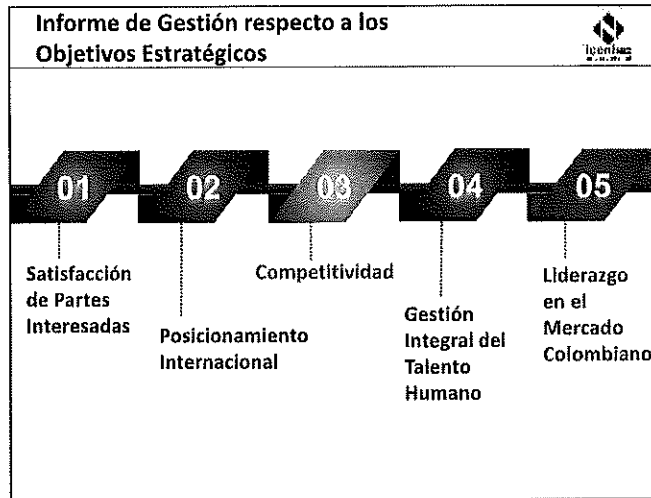 Informe de Gestión respecto a los
Objetivos Estratégicos
01
02
03
04
05
Satisfacción
de Partes
Interesadas
Posicionamiento
Internacional
Competitividad
Gestión
Integral del
Talento
Humano
Liderazgo
en el
Mercado
Colombiano